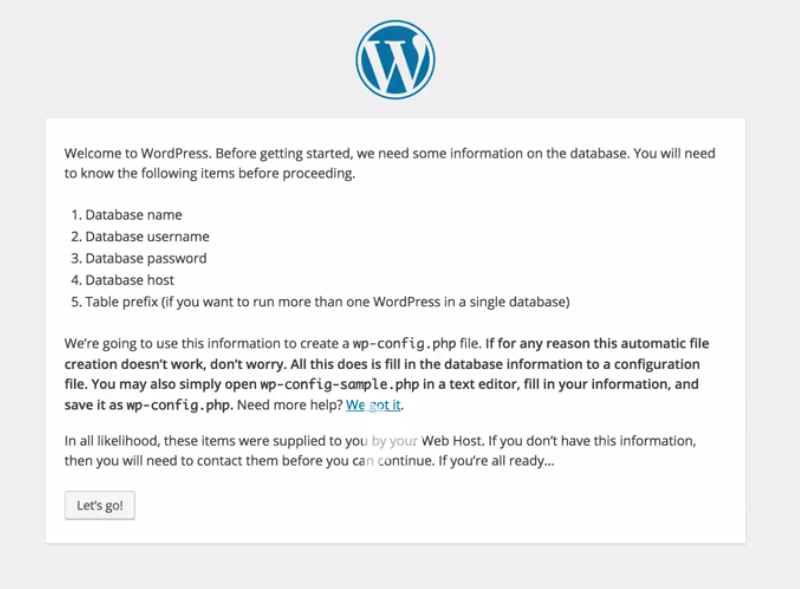 W
Welcome to WordPress. Before getting started, we need some information on the database. You will need
to know the following items before proceeding.
1. Database name
2. Database username
3. Database password
4. Database host
5. Table prefix (if you want to run more than one WordPress in a single database)
We’re going to use this information to create a wp-config.php file. If for any reason this automatic file
creation doesn’t work, don’t worry. All this does is fill in the database information to a configuration
file. You may also simply open wp-config-sample.php in a text editor, fill in your information, and
save it as wp-config.php. Need more help? We got it.
In all likelihood, these items were supplied to you by your Web Host. If you don’t have this information,
then you will need to contact them before you can continue. If you’re all ready…
Let’s go!